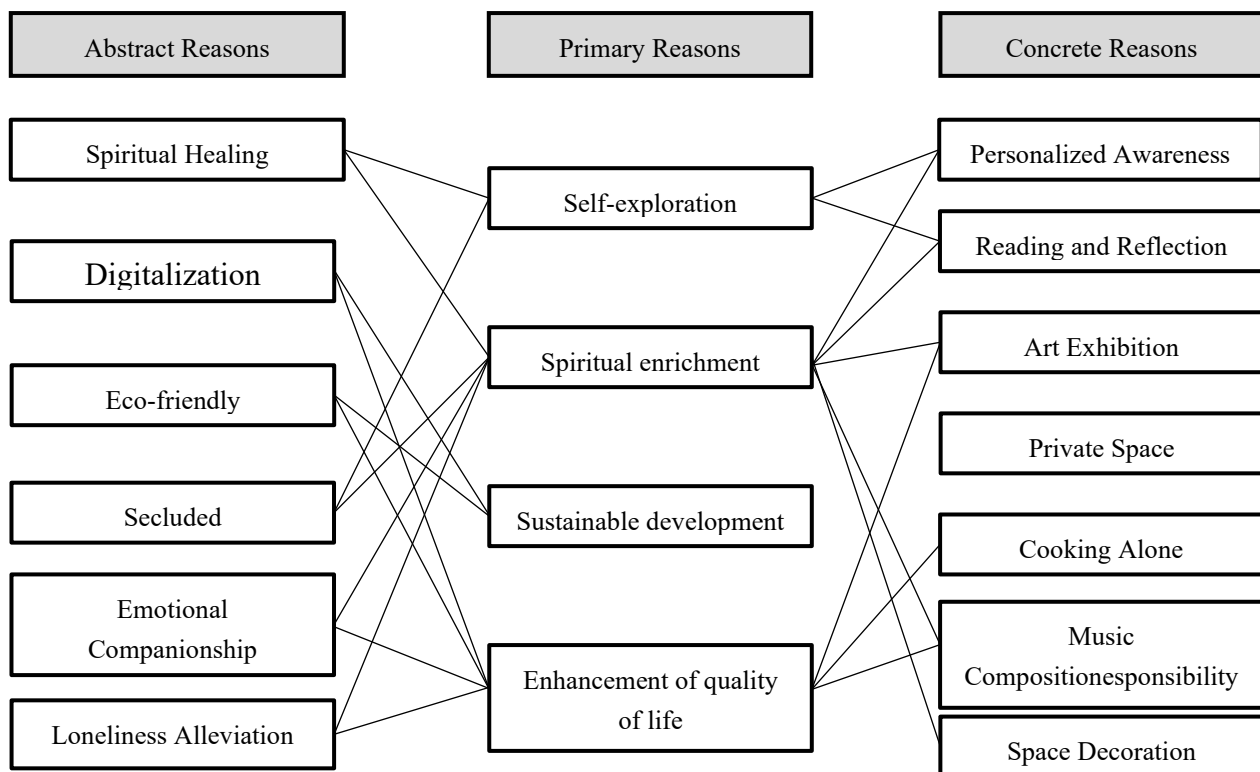 Abstract Reasons
Primary Reasons
Concrete Reasons
Spiritual Healing
Digitalization
Eco-friendly
Secluded
Emotional
Companionship
Loneliness Alleviation
Self-exploration
Spiritual enrichment
Sustainable development
Enhancement of quality
of life
Personalized Awareness
Reading and Reflection
Art Exhibition
Private Space
Cooking Alone
Music
Compositionesponsibility
Space Decoration